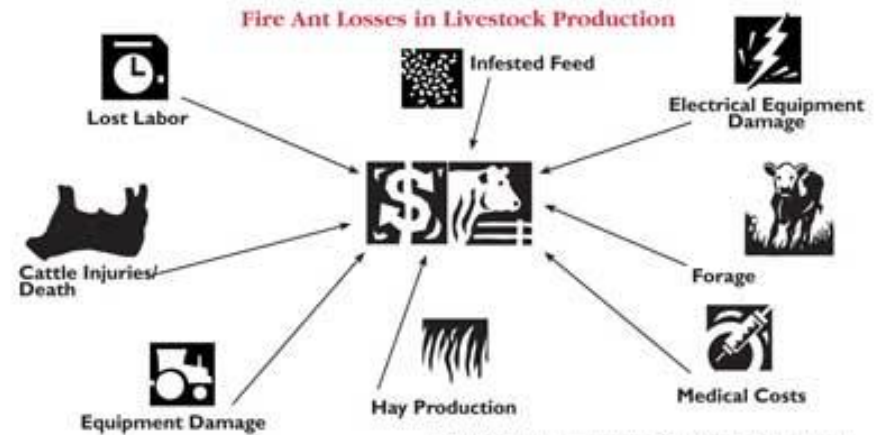 Fire Ant Losses in Livestock Production
Lost Labor
Infested Feed
Electrical Equipment
Damage
$
Cattle Injuries/
Death
Forage
Equipment Damage
Hay Production
Medical Costs